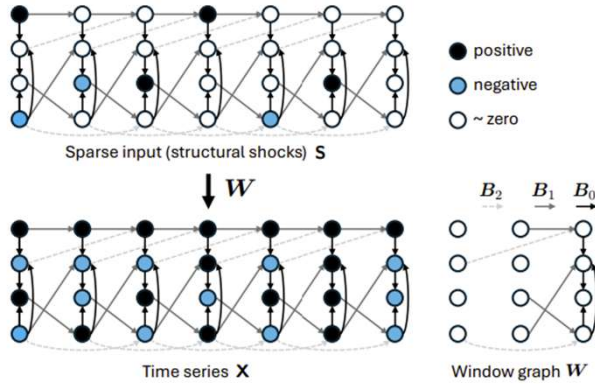 positive
negative
~ zero
Sparse input (structural shocks) S
W
B₂ B₁ B₀
Time series X
Window graph W